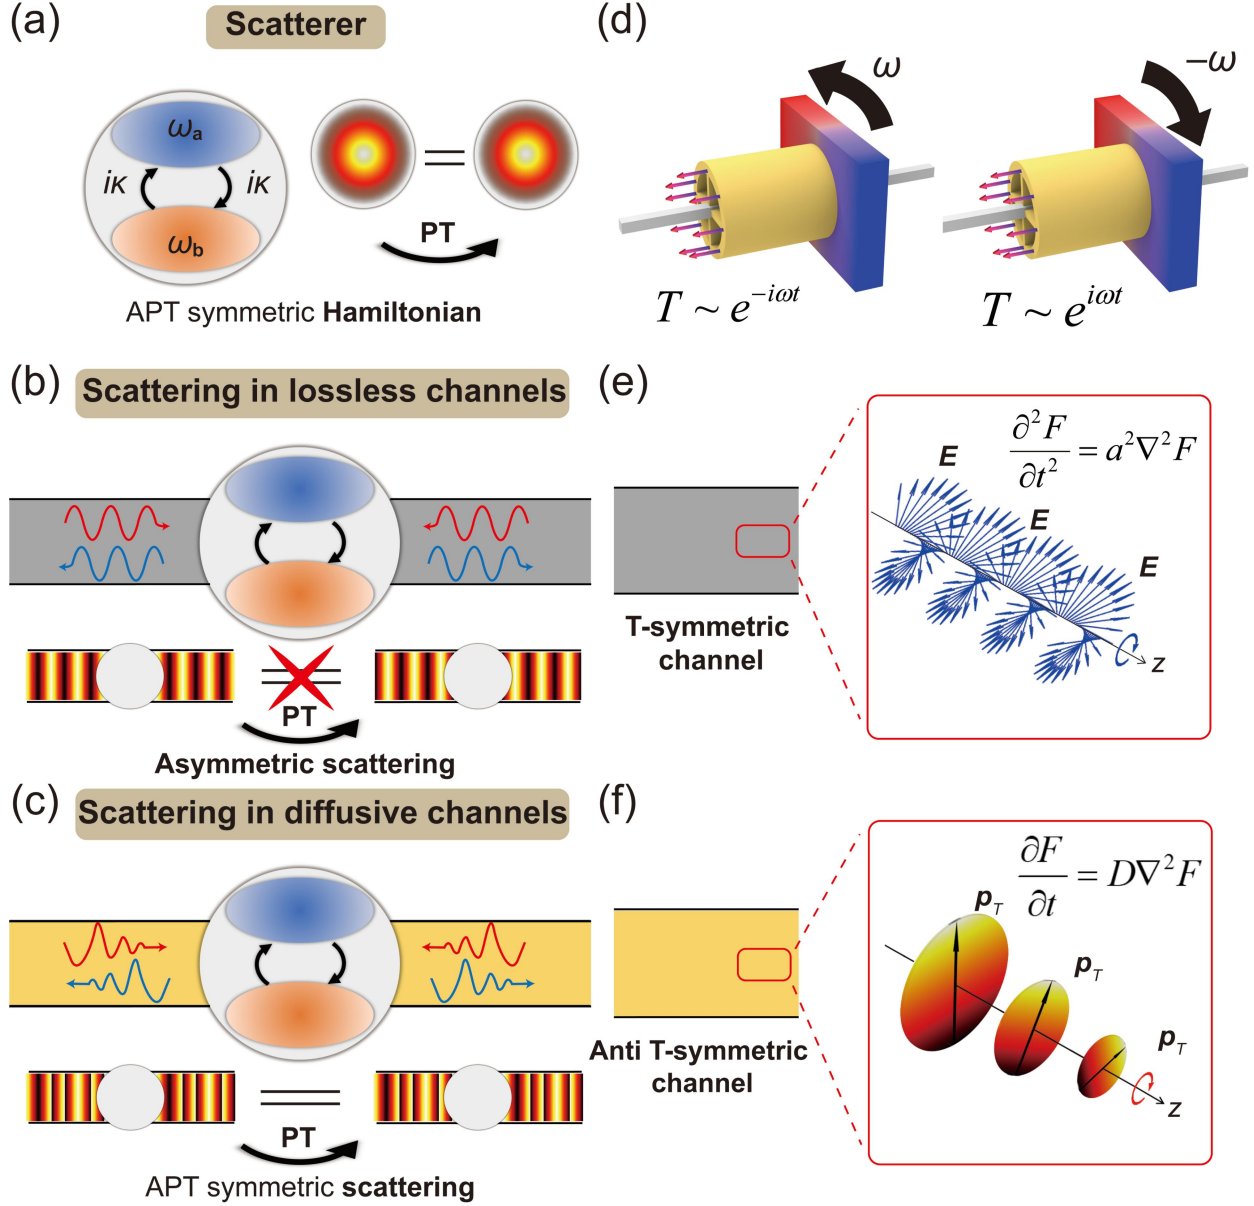 (a)
Scatterer
ωa
iκ
iκ
ωb
PT
APT symmetric Hamiltonian
(b)
Scattering in lossless channels
PT
Asymmetric scattering
(c)
Scattering in diffusive channels
PT
APT symmetric scattering
(d)
ω
−ω
T ~ e^{−iωt}
T ~ e^{iωt}
(e)
T-symmetric
channel
∂²F/∂t² = a²∇²F
E
E
E
z
(f)
Anti T-symmetric
channel
∂F/∂t = D∇²F
p_T
p_T
p_T
z